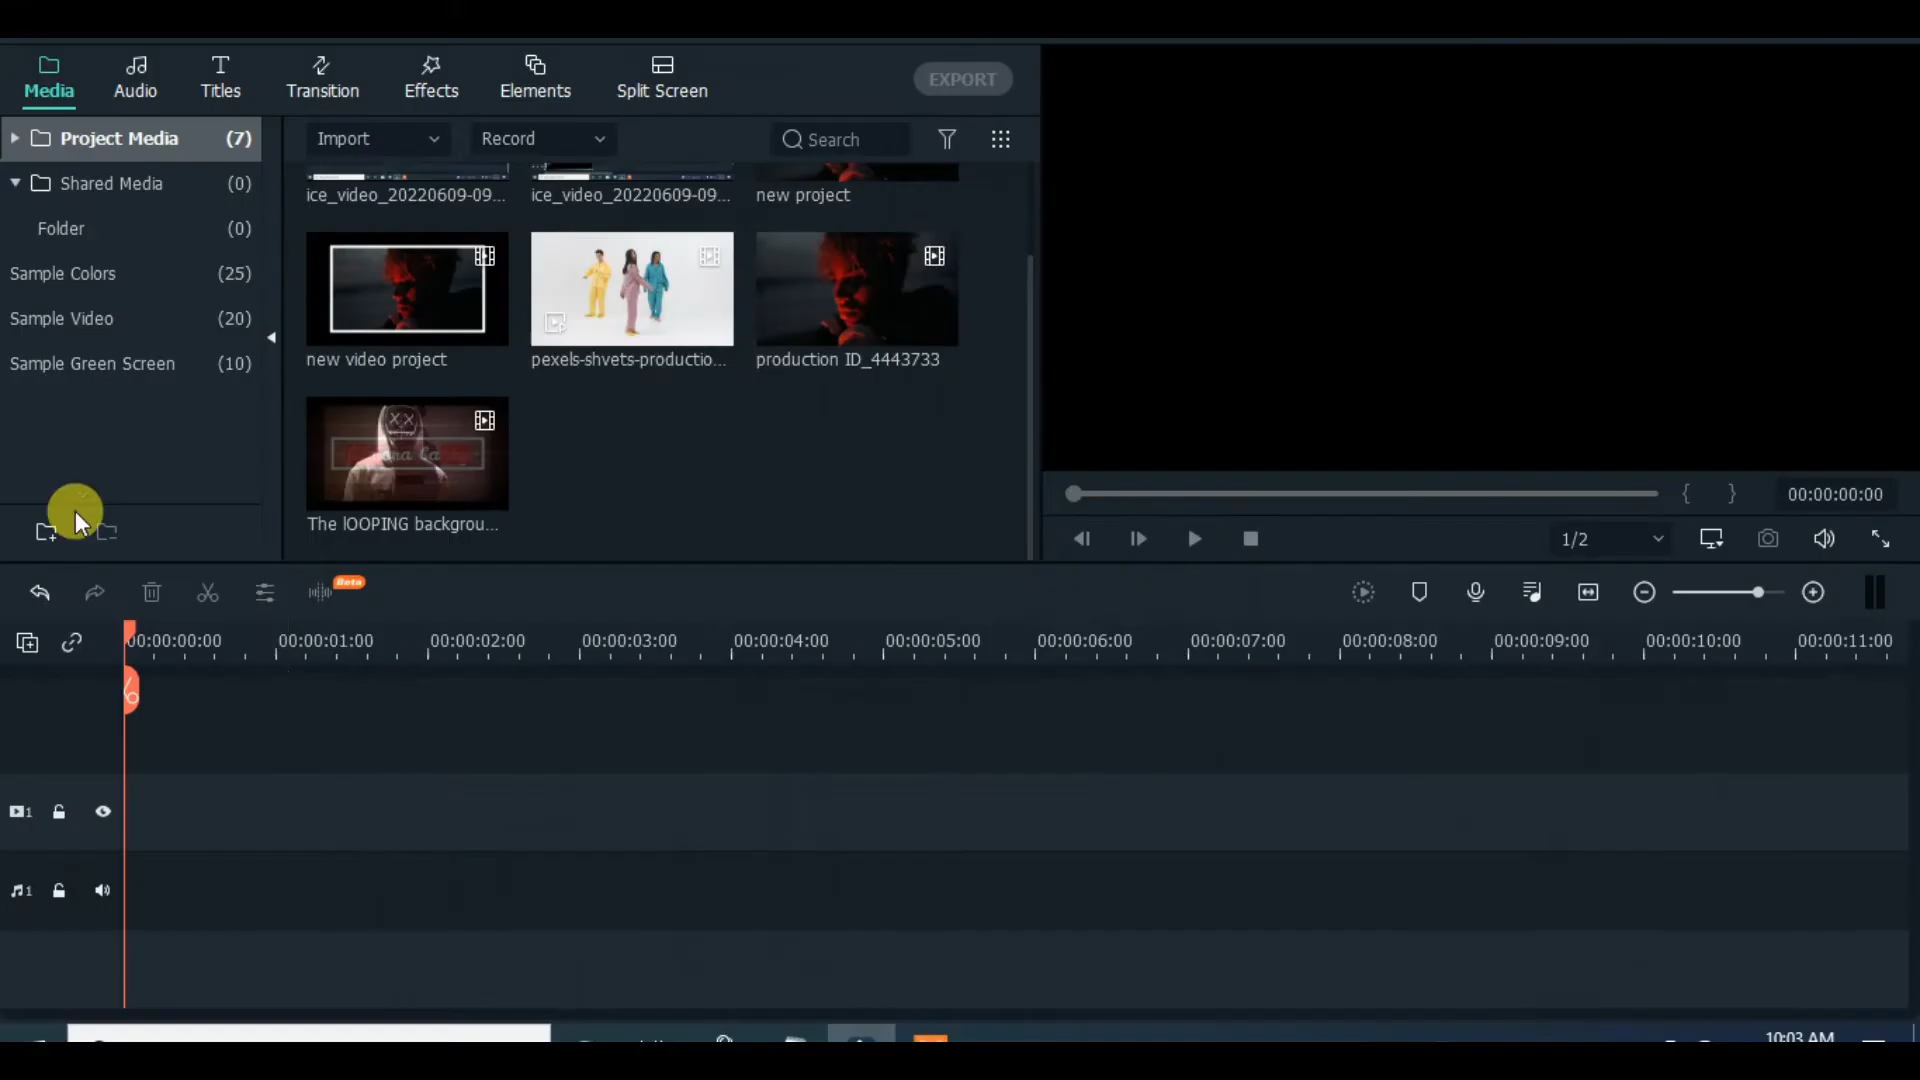 Media
Audio
Titles
Transition
Effects
Elements
Split Screen
EXPORT
Project Media (7)
Import
Record
Search
Shared Media (0)
Folder (0)
Sample Colors (25)
Sample Video (20)
Sample Green Screen (10)
ice_video_20220609-09...
ice_video_20220609-09...
new project
new video project
pexels-shvets-productio...
production ID_4443733
The lOOPING backgrou...
00:00:00:00
1/2
Beta
00:00:00:00 00:00:01:00 00:00:02:00 00:00:03:00 00:00:04:00 00:00:05:00 00:00:06:00 00:00:07:00 00:00:08:00 00:00:09:00 00:00:10:00 00:00:11:00
1
1
10:03 AM